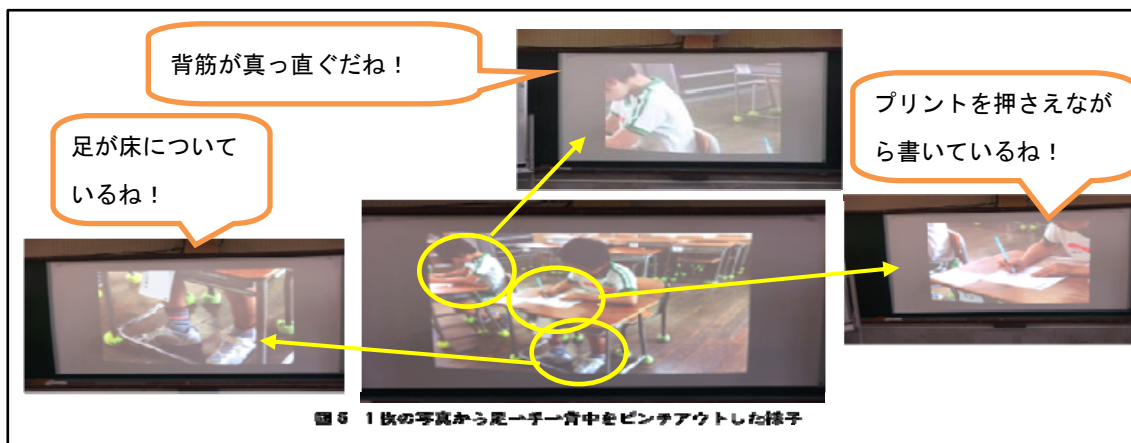 背筋が真っ直ぐだね！
プリントを押さえなが
ら書いているね！
足が床について
いるね！
図５ １枚の写真から足→手→背中をピンチアウトした様子